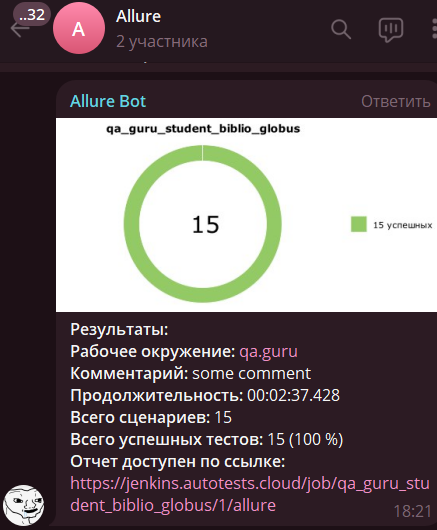 ..32
Allure
A
2 участника
Allure Bot
Ответить
qa_guru_student_biblio_globus
15
15 успешных
Результаты:
Рабочее окружение: qa.guru
Комментарий: some comment
Продолжительность: 00:02:37.428
Всего сценариев: 15
Всего успешных тестов: 15 (100 %)
Отчет доступен по ссылке:
https://jenkins.autotests.cloud/job/qa_guru_stu
dent_biblio_globus/1/allure
18:21